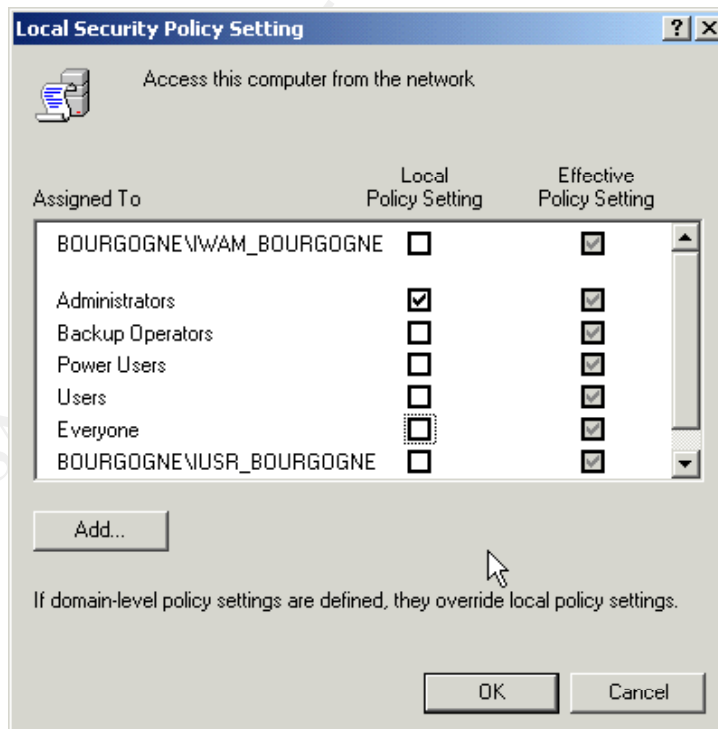 Local Security Policy Setting
Access this computer from the network
Local Effective
Assigned To Policy Setting Policy Setting
BOURGOGNE\IWAM_BOURGOGNE
Administrators
Backup Operators
Power Users
Users
Everyone
BOURGOGNE\IUSR_BOURGOGNE
Add...
If domain-level policy settings are defined, they override local policy settings.
OK Cancel